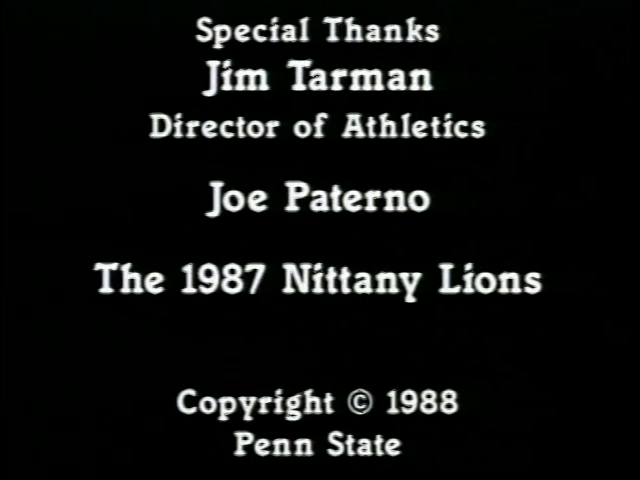 Special Thanks
Jim Tarman
Director of Athletics
Joe Paterno
The 1987 Nittany Lions
Copyright © 1988
Penn State